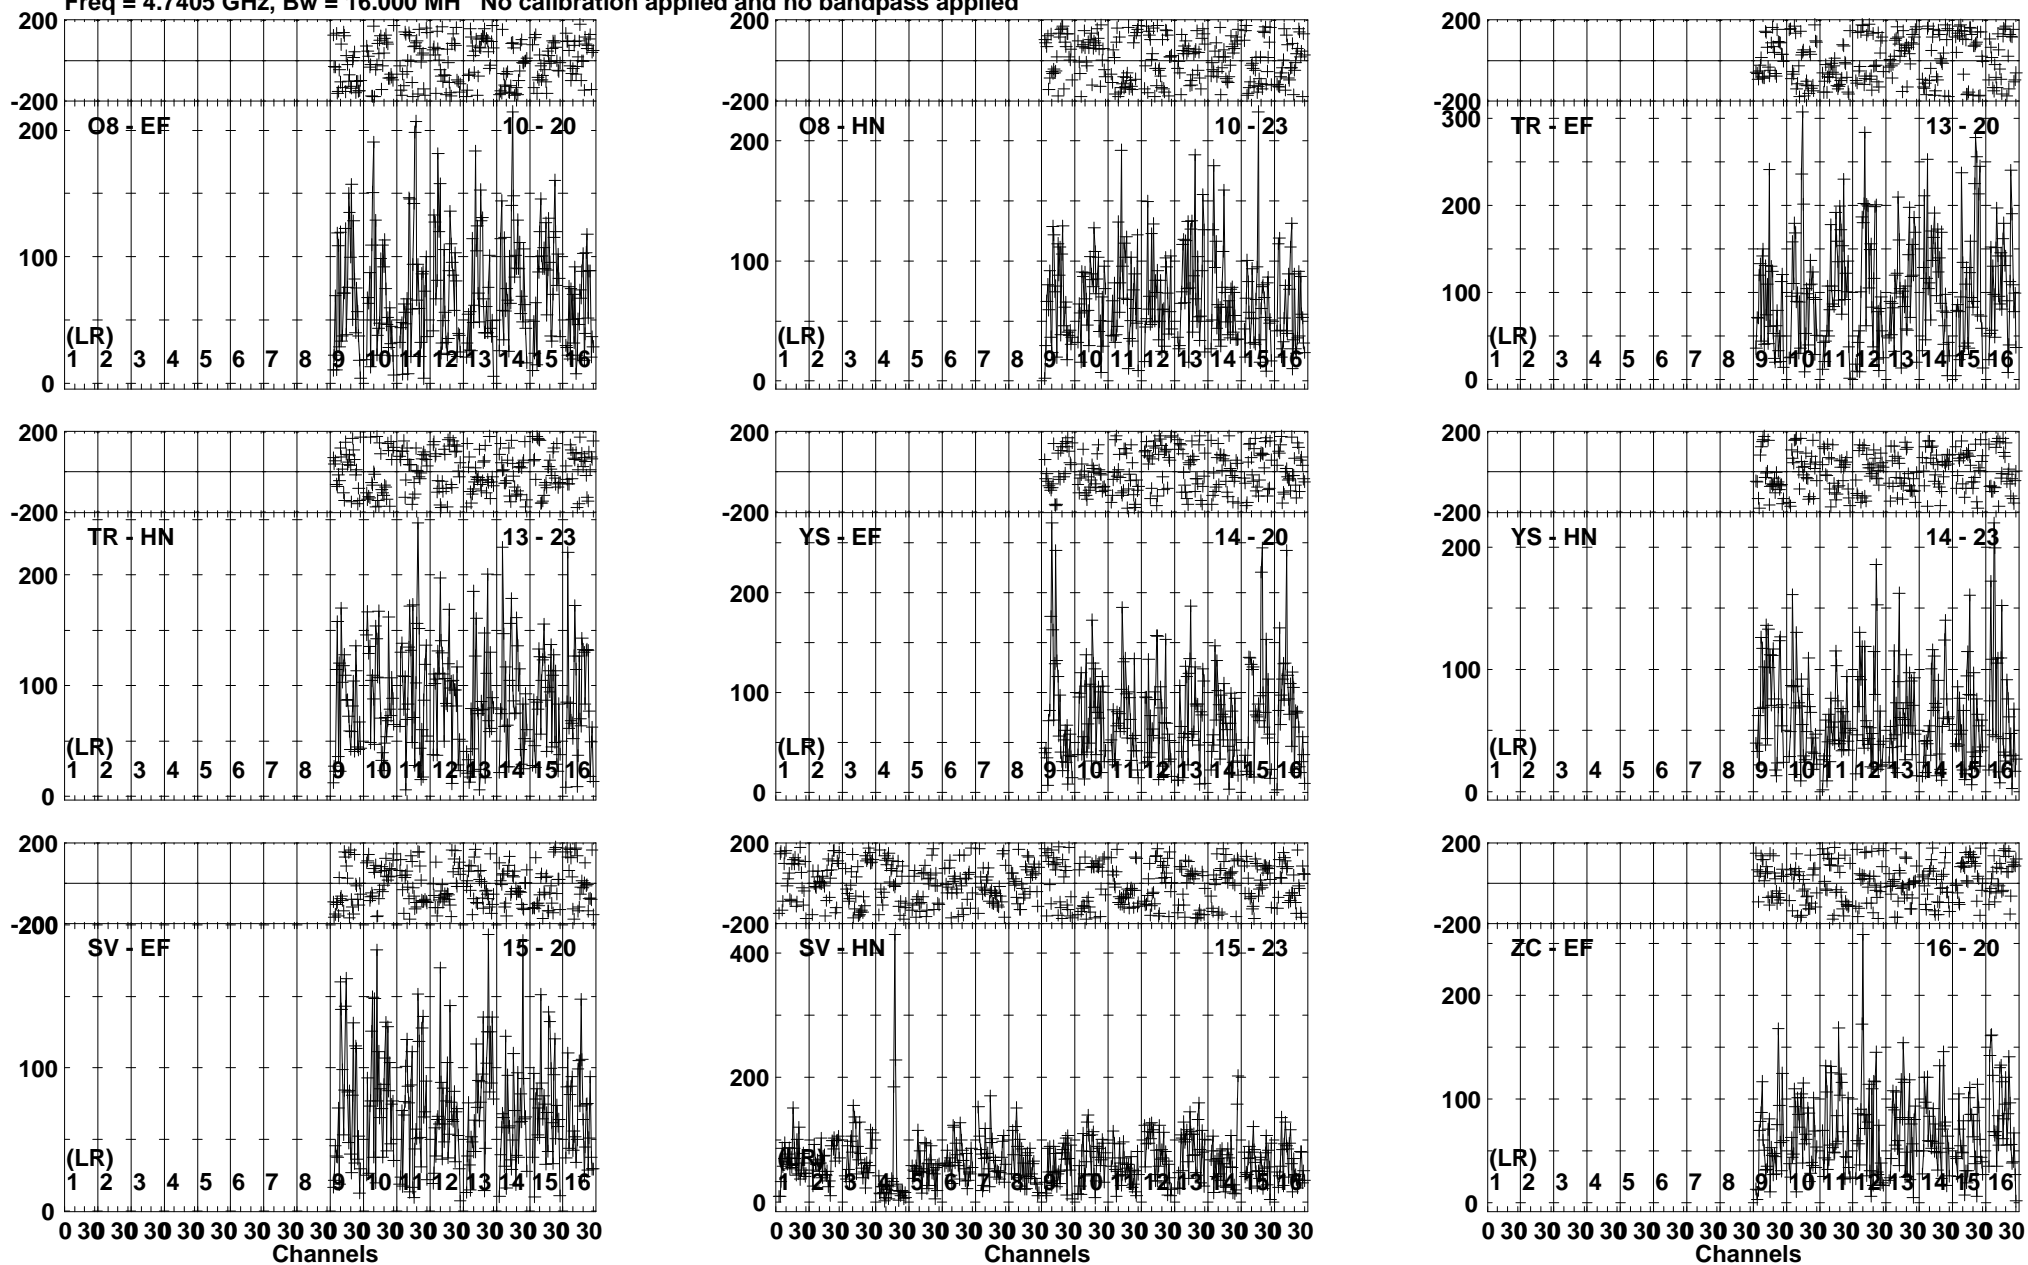 Freq = 4.7405 GHz, Bw = 16.000 MH No calibration applied and no bandpass applied
200 200 200
-200 -200 -200
O8 - EF 10 - 20
200
100
(LR)
1 2 3 4 5 6 7 8 9 10 11 12 13 14 15 16
0
O8 - HN 10 - 23
200
100
(LR)
1 2 3 4 5 6 7 8 9 10 11 12 13 14 15 16
0
TR - EF 13 - 20
300
200
100
(LR)
1 2 3 4 5 6 7 8 9 10 11 12 13 14 15 16
0
200 200 200
-200 -200 -200
TR - HN 13 - 23
200
100
(LR)
1 2 3 4 5 6 7 8 9 10 11 12 13 14 15 16
0
YS - EF 14 - 20
200
100
(LR)
1 2 3 4 5 6 7 8 9 10 11 12 13 14 15 16
0
YS - HN 14 - 23
200
100
(LR)
1 2 3 4 5 6 7 8 9 10 11 12 13 14 15 16
0
200 200 200
-200 -200 -200
SV - EF 15 - 20
200
100
(LR)
1 2 3 4 5 6 7 8 9 10 11 12 13 14 15 16
0
0 30 0 30 0 30 0 30 0 30 0 30 0 30 0 30 0 30 0 30 0 30 0 30 0 30 0 30 0 30 0 30
Channels
SV - HN 15 - 23
400
200
(LR)
1 2 3 4 5 6 7 8 9 10 11 12 13 14 15 16
0
0 30 0 30 0 30 0 30 0 30 0 30 0 30 0 30 0 30 0 30 0 30 0 30 0 30 0 30 0 30 0 30
Channels
ZC - EF 16 - 20
200
100
(LR)
1 2 3 4 5 6 7 8 9 10 11 12 13 14 15 16
0
0 30 0 30 0 30 0 30 0 30 0 30 0 30 0 30 0 30 0 30 0 30 0 30 0 30 0 30 0 30 0 30
Channels